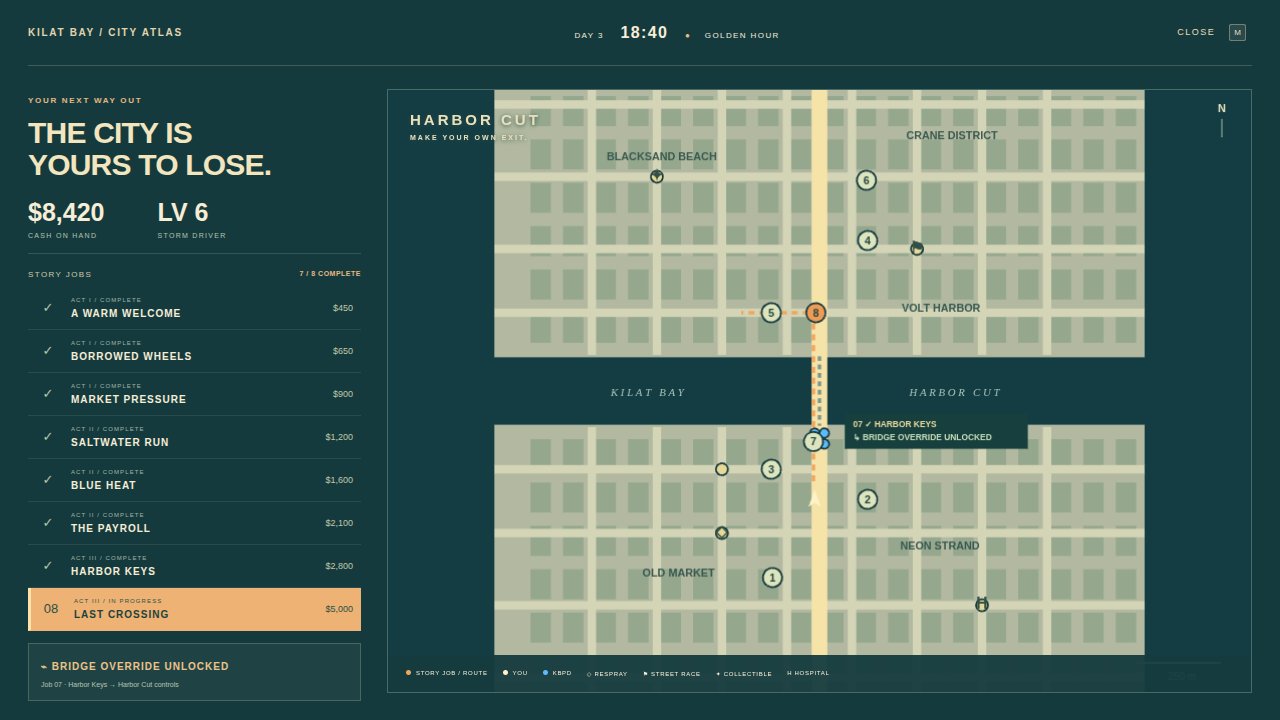 KILAT BAY / CITY ATLAS
DAY 3 18:40 • GOLDEN HOUR
CLOSE M
YOUR NEXT WAY OUT
THE CITY IS
YOURS TO LOSE.
$8,420 LV 6
CASH ON HAND STORM DRIVER
STORY JOBS 7 / 8 COMPLETE
✓ ACT I / COMPLETE
A WARM WELCOME $450
✓ ACT I / COMPLETE
BORROWED WHEELS $650
✓ ACT I / COMPLETE
MARKET PRESSURE $900
✓ ACT II / COMPLETE
SALTWATER RUN $1,200
✓ ACT II / COMPLETE
BLUE HEAT $1,600
✓ ACT II / COMPLETE
THE PAYROLL $2,100
✓ ACT III / COMPLETE
HARBOR KEYS $2,800
08 ACT III / IN PROGRESS
LAST CROSSING $5,000
⌁ BRIDGE OVERRIDE UNLOCKED
Job 07 · Harbor Keys → Harbor Cut controls
HARBOR CUT
MAKE YOUR OWN EXIT.
N
CRANE DISTRICT
BLACKSAND BEACH
6
4
5
8
VOLT HARBOR
KILAT BAY
HARBOR CUT
07 ✓ HARBOR KEYS
↳ BRIDGE OVERRIDE UNLOCKED
7
3
2
NEON STRAND
OLD MARKET
1
H
STORY JOB / ROUTE YOU KBPD ◇ RESPRAY ⚑ STREET RACE ✦ COLLECTIBLE H HOSPITAL
250 m